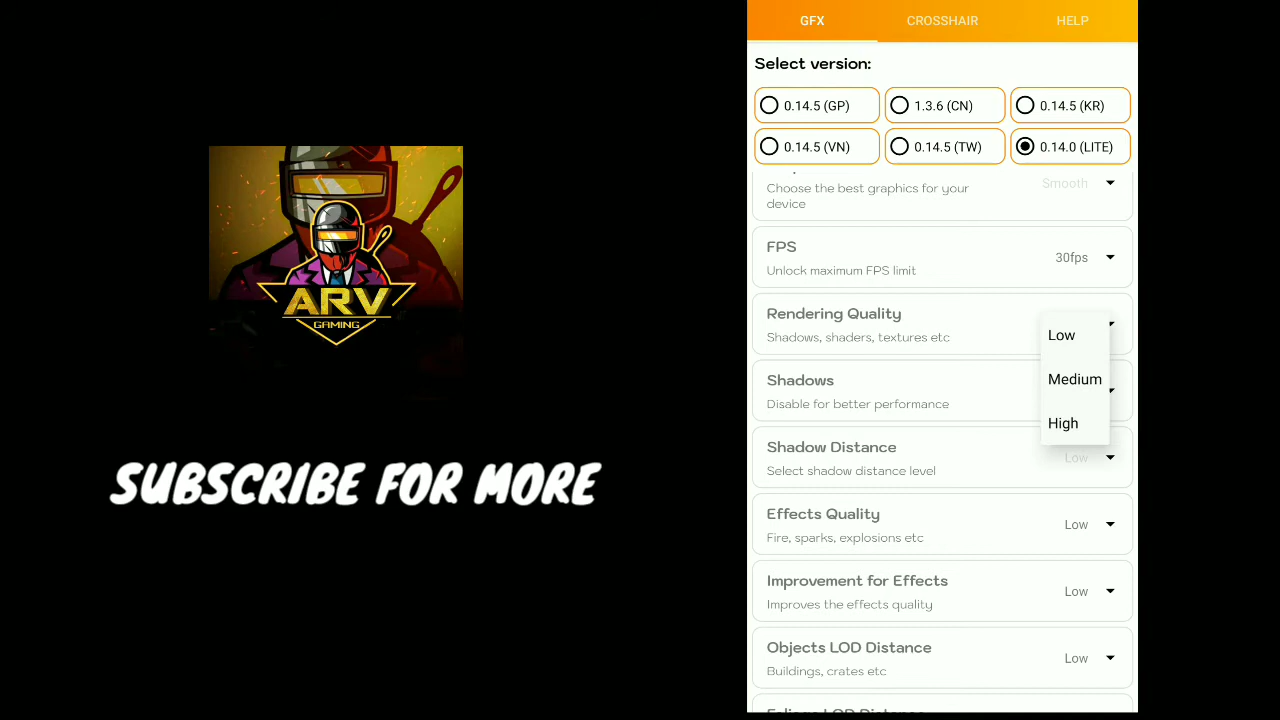 GFX CROSSHAIR HELP
Select version:
0.14.5 (GP) 1.3.6 (CN) 0.14.5 (KR)
0.14.5 (VN) 0.14.5 (TW) 0.14.0 (LITE)
Choose the best graphics for your
device
Smooth
FPS
Unlock maximum FPS limit
30fps
Rendering Quality
Shadows, shaders, textures etc
Low
Medium
High
Shadows
Disable for better performance
Shadow Distance
Select shadow distance level
Low
Effects Quality
Fire, sparks, explosions etc
Low
Improvement for Effects
Improves the effects quality
Low
Objects LOD Distance
Buildings, crates etc
Low
ARV
GAMING
SUBSCRIBE FOR MORE